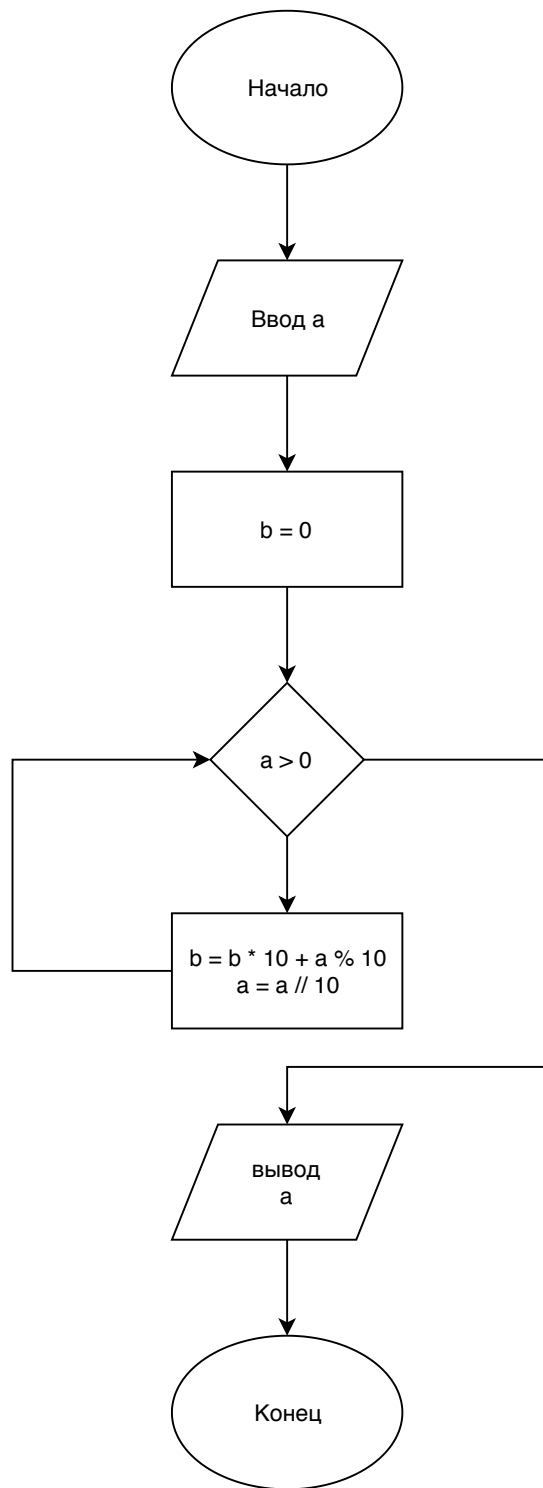 Начало
Ввод a
b = 0
a > 0
b = b * 10 + a % 10
a = a // 10
вывод
a
Конец